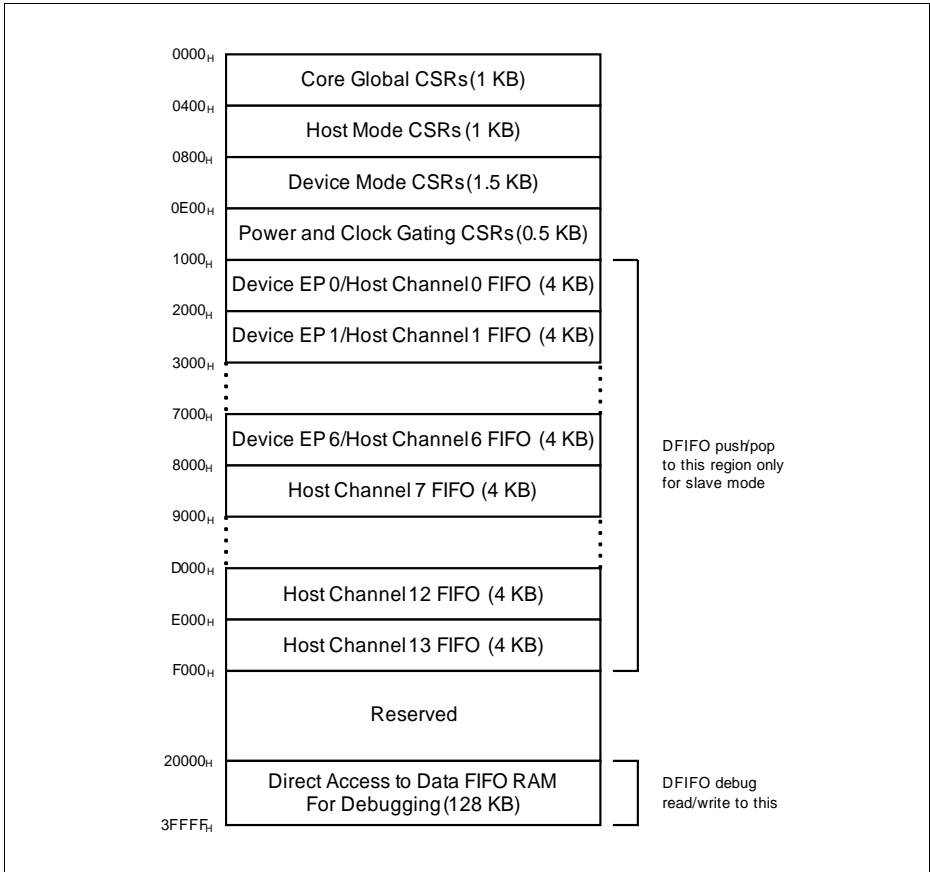 0000H
Core Global CSRs (1 KB)
0400H
Host Mode CSRs (1 KB)
0800H
Device Mode CSRs (1.5 KB)
0E00H
Power and Clock Gating CSRs (0.5 KB)
1000H
Device EP 0/Host Channel 0 FIFO (4 KB)
2000H
Device EP 1/Host Channel 1 FIFO (4 KB)
3000H
7000H
Device EP 6/Host Channel 6 FIFO (4 KB)
8000H
Host Channel 7 FIFO (4 KB)
9000H
DFIFO push/pop
to this region only
for slave mode
D000H
Host Channel 12 FIFO (4 KB)
E000H
Host Channel 13 FIFO (4 KB)
F000H
Reserved
20000H
Direct Access to Data FIFO RAM
For Debugging (128 KB)
DFIFO debug
read/write to this
3FFFFH